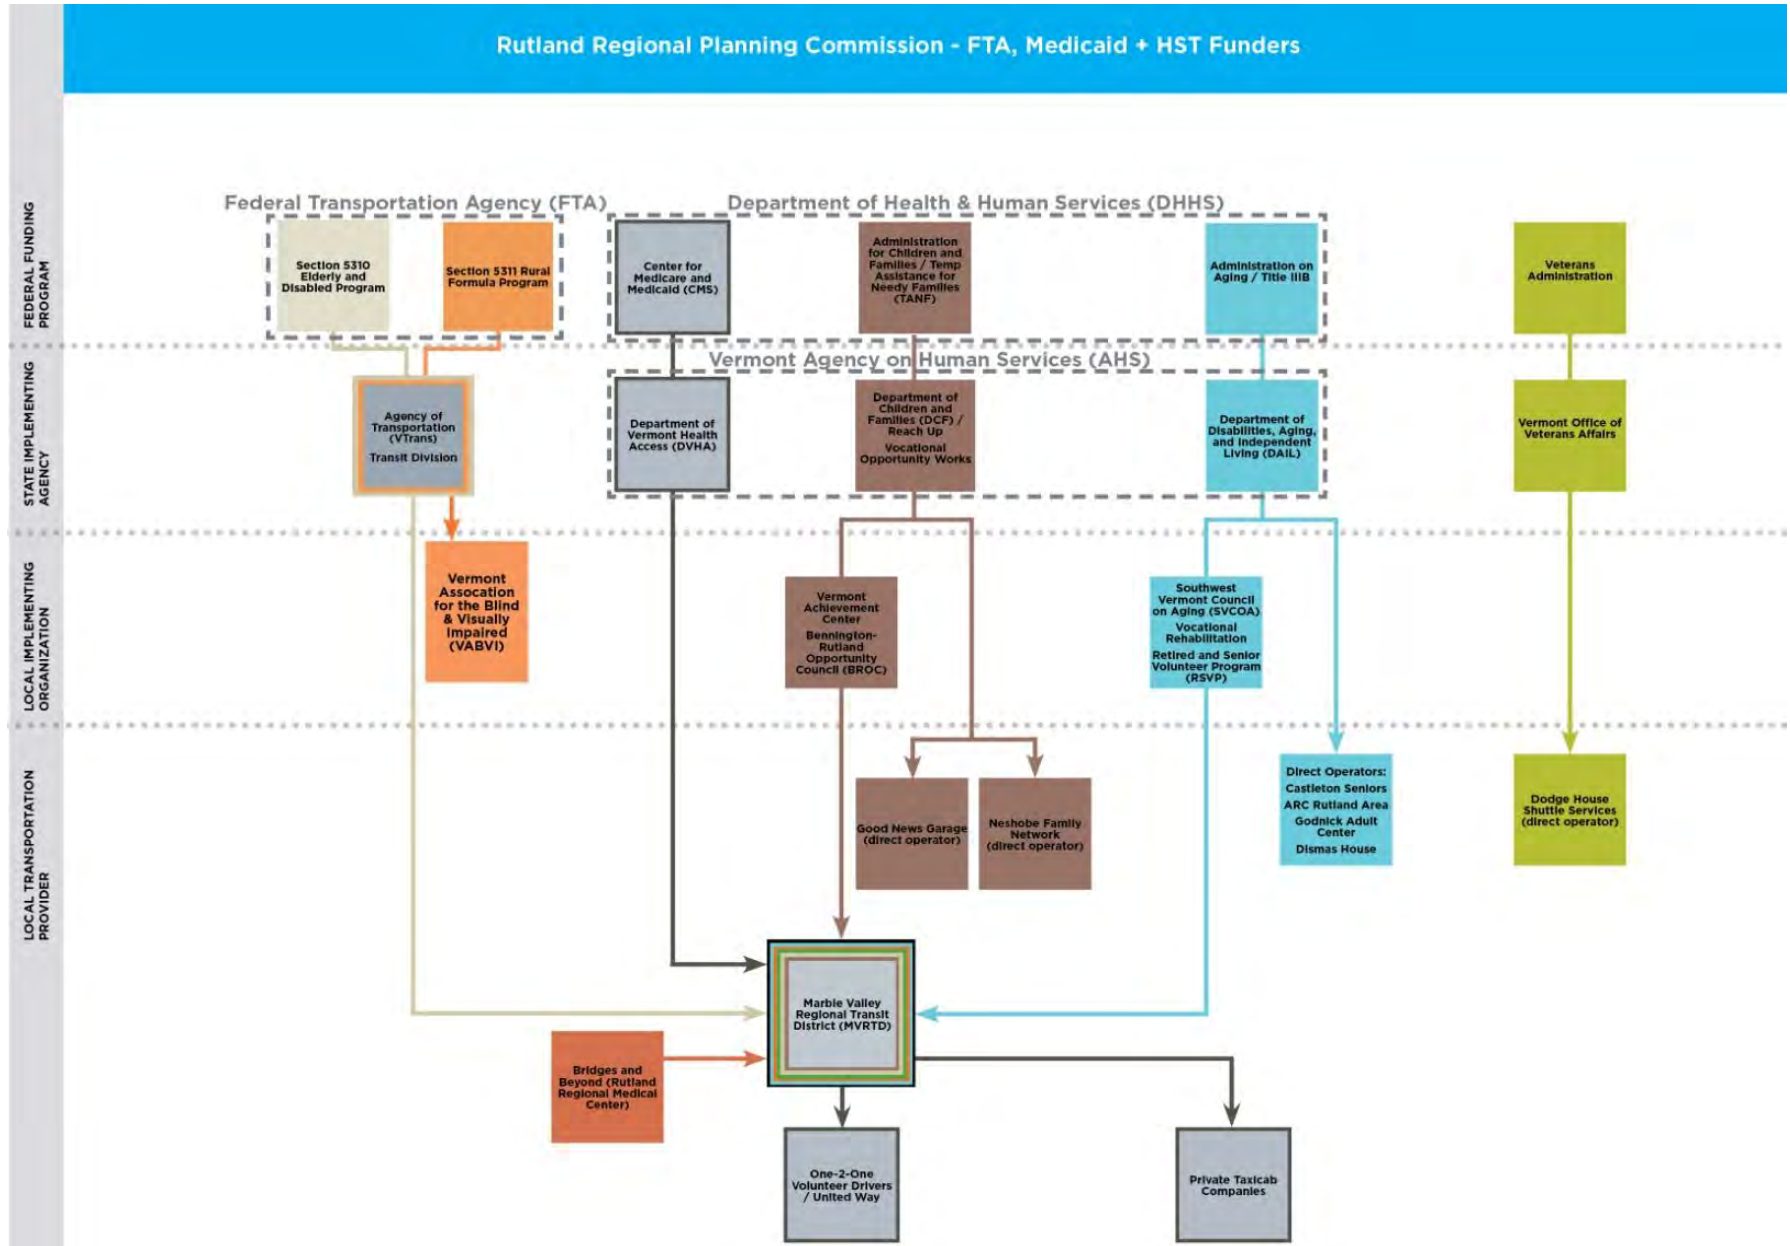 Rutland Regional Planning Commission - FTA, Medicaid + HST Funders
FEDERAL FUNDING
PROGRAM
Federal Transportation Agency (FTA)
Department of Health & Human Services (DHHS)
Section 5310
Elderly and
Disabled Program
Section 5311 Rural
Formula Program
Center for
Medicare and
Medicaid (CMS)
Administration
for Children and
Families / Temp
Assistance for
Needy Families
(TANF)
Administration on
Aging / Title IIIB
Veterans
Administration
STATE IMPLEMENTING
AGENCY
Vermont Agency on Human Services (AHS)
Agency of
Transportation
(VTrans)
Transit Division
Department of
Vermont Health
Access (DVHA)
Department of
Children and
Families (DCF) /
Reach Up
Vocational
Opportunity Works
Department of
Disabilities, Aging,
and Independent
Living (DAIL)
Vermont Office of
Veterans Affairs
LOCAL IMPLEMENTING
ORGANIZATION
Vermont
Assocation
for the Blind
& Visually
Impaired
(VABVI)
Vermont
Achievement
Center
Bennington-
Rutland
Opportunity
Council (BROC)
Southwest
Vermont Council
on Aging (SVCOA)
Vocational
Rehabilitation
Retired and Senior
Volunteer Program
(RSVP)
LOCAL TRANSPORTATION
PROVIDER
Good News Garage
(direct operator)
Neshobe Family
Network
(direct operator)
Direct Operators:
Castleton Seniors
ARC Rutland Area
Godnick Adult
Center
Dismas House
Dodge House
Shuttle Services
(direct operator)
Marble Valley
Regional Transit
District (MVRTD)
Bridges and
Beyond (Rutland
Regional Medical
Center)
One-2-One
Volunteer Drivers
/ United Way
Private Taxicab
Companies